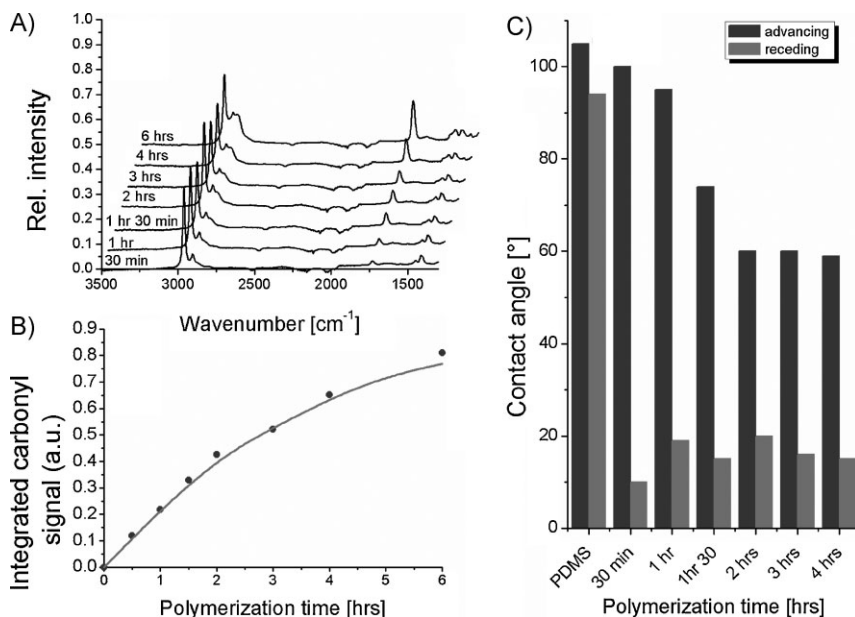 A)
Rel. intensity
1.0
0.9
0.8
0.7
0.6
0.5
0.4
0.3
0.2
0.1
0.0
6 hrs
4 hrs
3 hrs
2 hrs
1 hr 30 min
1 hr
30 min
3500
3000
2500
2000
1500
Wavenumber [cm-1]
B)
Integrated carbonyl
signal (a.u.)
0.9
0.8
0.7
0.6
0.5
0.4
0.3
0.2
0.1
0.0
0
1
2
3
4
5
6
Polymerization time [hrs]
C)
advancing
receding
Contact angle [°]
100
80
60
40
20
0
PDMS
30 min
1 hr
1hr 30
2 hrs
3 hrs
4 hrs
Polymerization time [hrs]